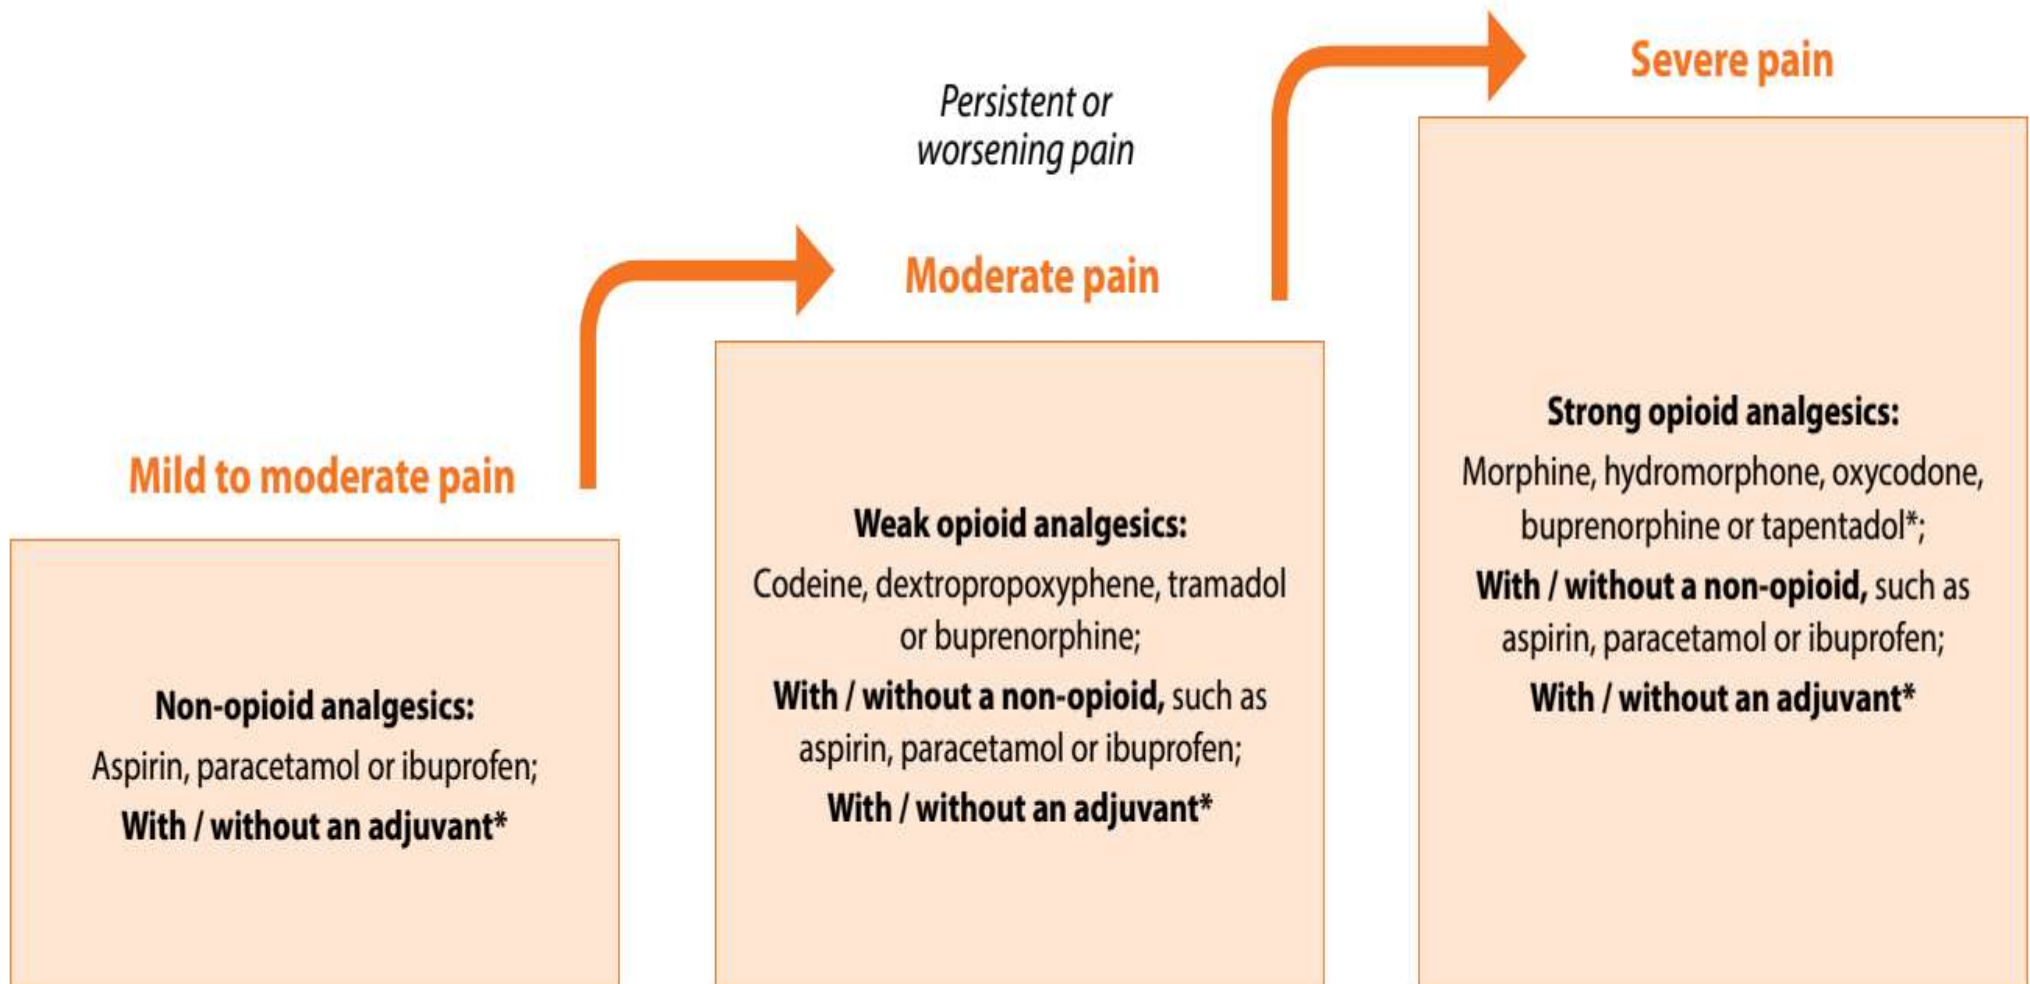 Mild to moderate pain
Non-opioid analgesics:
Aspirin, paracetamol or ibuprofen;
With / without an adjuvant*
Persistent or
worsening pain
Moderate pain
Weak opioid analgesics:
Codeine, dextropropoxyphene, tramadol
or buprenorphine;
With / without a non-opioid, such as
aspirin, paracetamol or ibuprofen;
With / without an adjuvant*
Severe pain
Strong opioid analgesics:
Morphine, hydromorphone, oxycodone,
buprenorphine or tapentadol*;
With / without a non-opioid, such as
aspirin, paracetamol or ibuprofen;
With / without an adjuvant*